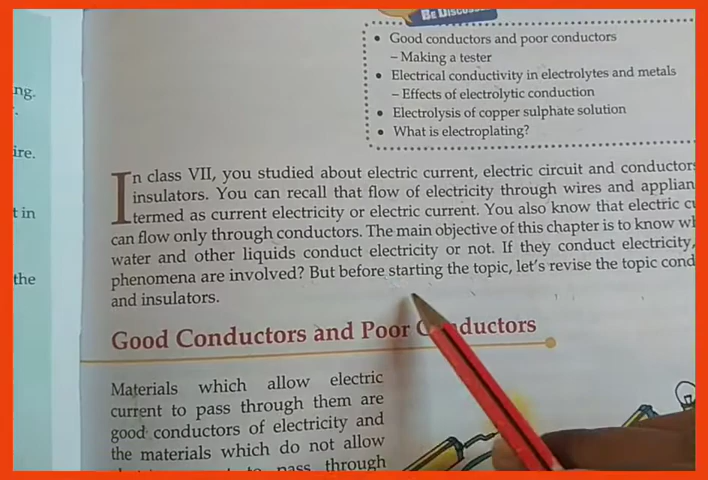 ng.
ire.
t in
the
BE DISCUSSED
• Good conductors and poor conductors
– Making a tester
• Electrical conductivity in electrolytes and metals
– Effects of electrolytic conduction
• Electrolysis of copper sulphate solution
• What is electroplating?
In class VII, you studied about electric current, electric circuit and conductor
insulators. You can recall that flow of electricity through wires and applian
termed as current electricity or electric current. You also know that electric cu
can flow only through conductors. The main objective of this chapter is to know wh
water and other liquids conduct electricity or not. If they conduct electricity,
phenomena are involved? But before starting the topic, let's revise the topic cond
and insulators.
Good Conductors and Poor Conductors
Materials which allow electric
current to pass through them are
good conductors of electricity and
the materials which do not allow
to pass through